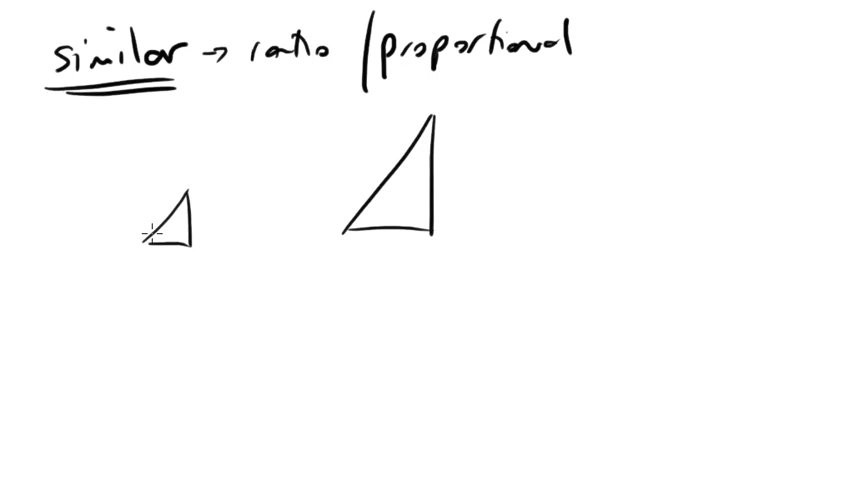 similar → ratio / proportional